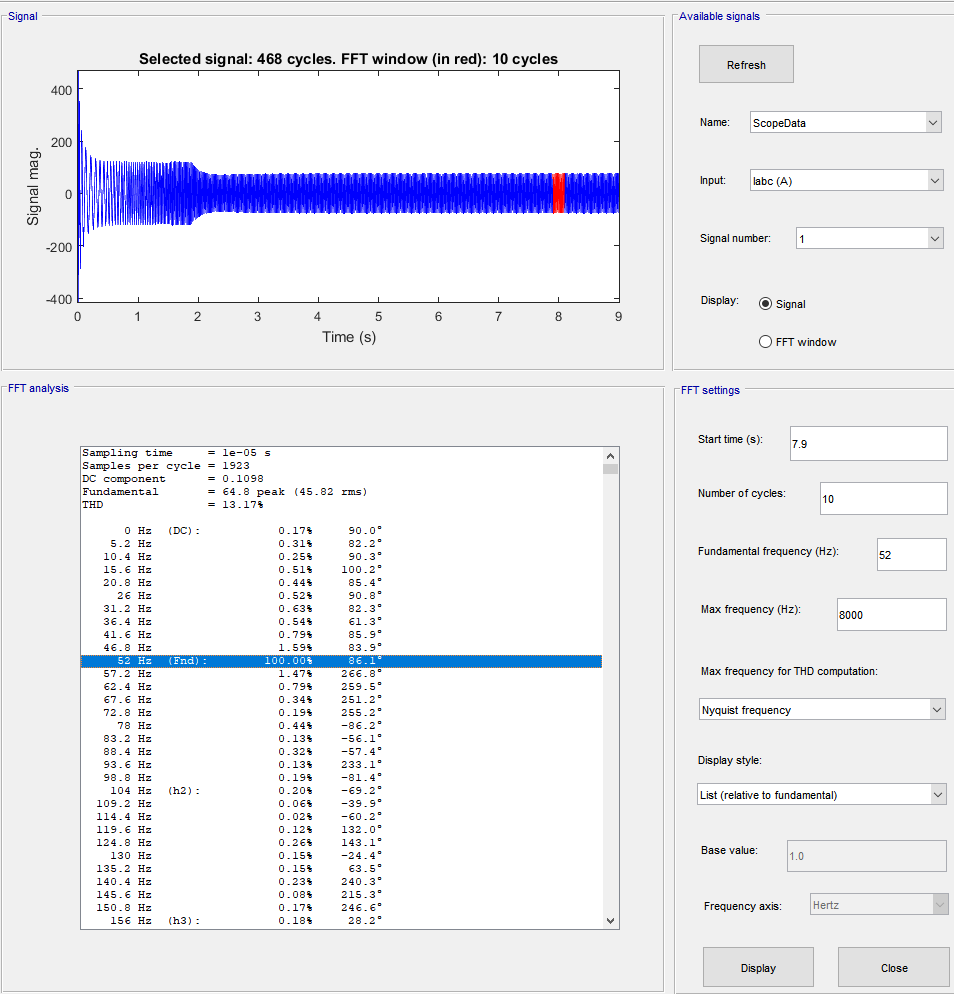 Signal
Selected signal: 468 cycles. FFT window (in red): 10 cycles
400
200
0
-200
-400
Signal mag.
0 1 2 3 4 5 6 7 8 9
Time (s)
Available signals
Refresh
Name: ScopeData
Input: Iabc (A)
Signal number: 1
Display: Signal
FFT window
FFT analysis
Sampling time = 1e-05 s
Samples per cycle = 1923
DC component = 0.1098
Fundamental = 64.8 peak (45.82 rms)
THD = 13.17%
0 Hz (DC): 0.17% 90.0°
5.2 Hz 0.31% 82.2°
10.4 Hz 0.25% 90.3°
15.6 Hz 0.51% 100.2°
20.8 Hz 0.44% 85.4°
26 Hz 0.52% 90.8°
31.2 Hz 0.63% 82.3°
36.4 Hz 0.54% 61.3°
41.6 Hz 0.79% 85.9°
46.8 Hz 1.59% 83.9°
52 Hz (Fnd): 100.00% 86.1°
57.2 Hz 1.47% 266.8°
62.4 Hz 0.79% 259.5°
67.6 Hz 0.34% 251.2°
72.8 Hz 0.19% 255.2°
78 Hz 0.44% -86.2°
83.2 Hz 0.13% -56.1°
88.4 Hz 0.32% -57.4°
93.6 Hz 0.13% 233.1°
98.8 Hz 0.19% -81.4°
104 Hz (h2): 0.20% -69.2°
109.2 Hz 0.06% -39.9°
114.4 Hz 0.02% -60.2°
119.6 Hz 0.12% 132.0°
124.8 Hz 0.26% 143.1°
130 Hz 0.15% -24.4°
135.2 Hz 0.15% 63.5°
140.4 Hz 0.23% 240.3°
145.6 Hz 0.08% 215.3°
150.8 Hz 0.17% 246.6°
156 Hz (h3): 0.18% 28.2°
FFT settings
Start time (s): 7.9
Number of cycles: 10
Fundamental frequency (Hz): 52
Max frequency (Hz): 8000
Max frequency for THD computation:
Nyquist frequency
Display style:
List (relative to fundamental)
Base value: 1.0
Frequency axis: Hertz
Display Close